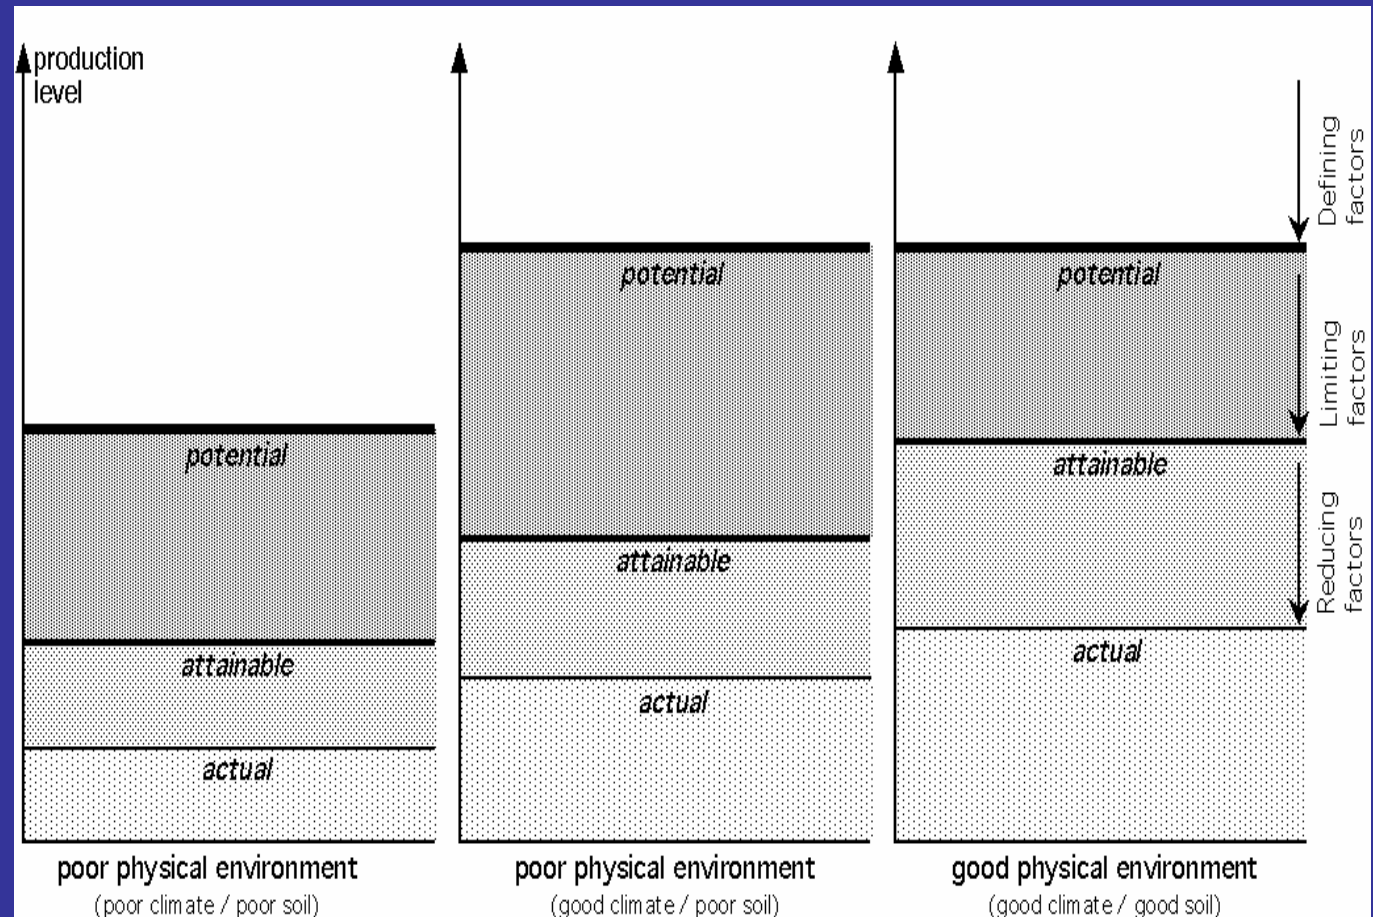 production
level
potential
attainable
actual
poor physical environment
(poor climate / poor soil)
potential
attainable
actual
poor physical environment
(good climate / poor soil)
potential
attainable
actual
good physical environment
(good climate / good soil)
Defining
factors
Limiting
factors
Reducing
factors